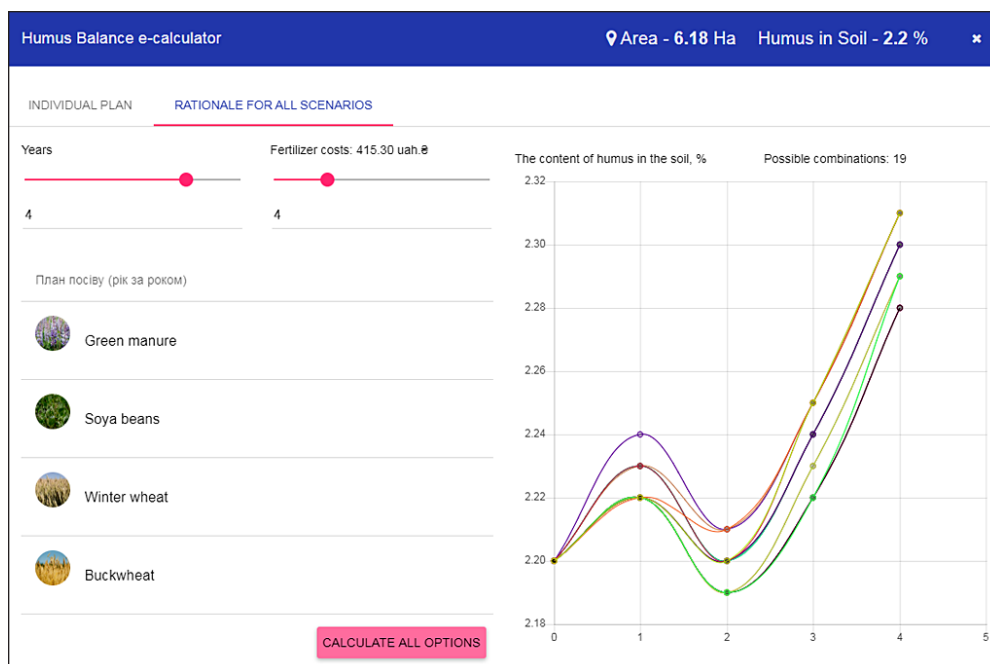 Humus Balance e-calculator
Area - 6.18 Ha Humus in Soil - 2.2 % ×
INDIVIDUAL PLAN RATIONALE FOR ALL SCENARIOS
Years
4
Fertilizer costs: 415.30 uah.₴
4
План посіву (рік за роком)
Green manure
Soya beans
Winter wheat
Buckwheat
CALCULATE ALL OPTIONS
The content of humus in the soil, % Possible combinations: 19
2.32
2.30
2.28
2.26
2.24
2.22
2.20
2.18
0 1 2 3 4 5